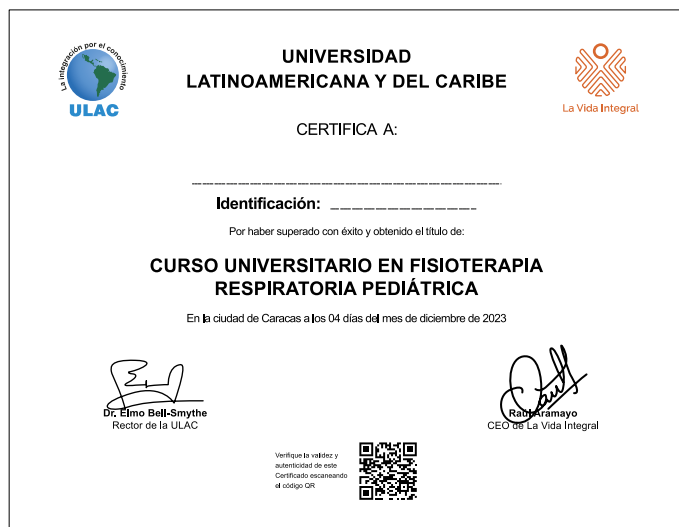 La integración por el conocimiento
ULAC
UNIVERSIDAD
LATINOAMERICANA Y DEL CARIBE
La Vida Integral
CERTIFICA A:
Identificación:
Por haber superado con éxito y obtenido el título de:
CURSO UNIVERSITARIO EN FISIOTERAPIA
RESPIRATORIA PEDIÁTRICA
En la ciudad de Caracas a los 04 días del mes de diciembre de 2023
Dr. Elmo Bell-Smythe
Rector de la ULAC
Raúl Aramayo
CEO de La Vida Integral
Verifique la validez y
autenticidad de este
Certificado escaneando
el código QR